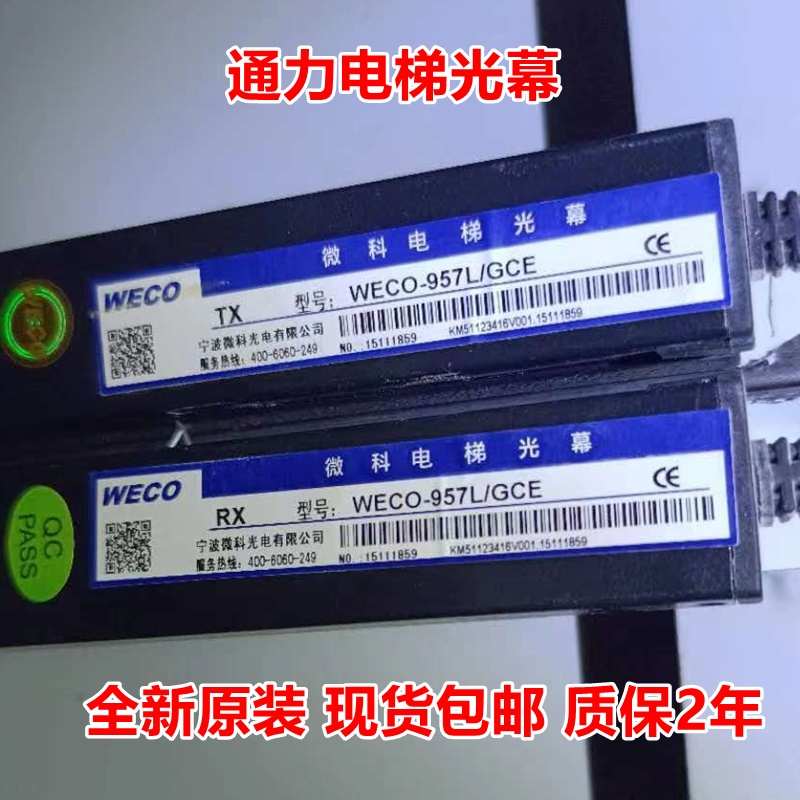 通力电梯光幕
微科电梯光幕
WECO
TX 型号: WECO-957L/GCE
CE
宁波微科光电有限公司
服务热线: 400-6060-249
NO. :15111859
KM51123416V001.15111859
微科电梯光幕
WECO
RX 型号: WECO-957L/GCE
CE
宁波微科光电有限公司
服务热线: 400-6060-249
NO. :15111859
KM51123416V001.15111859
QC
PASS
全新原装 现货包邮 质保2年